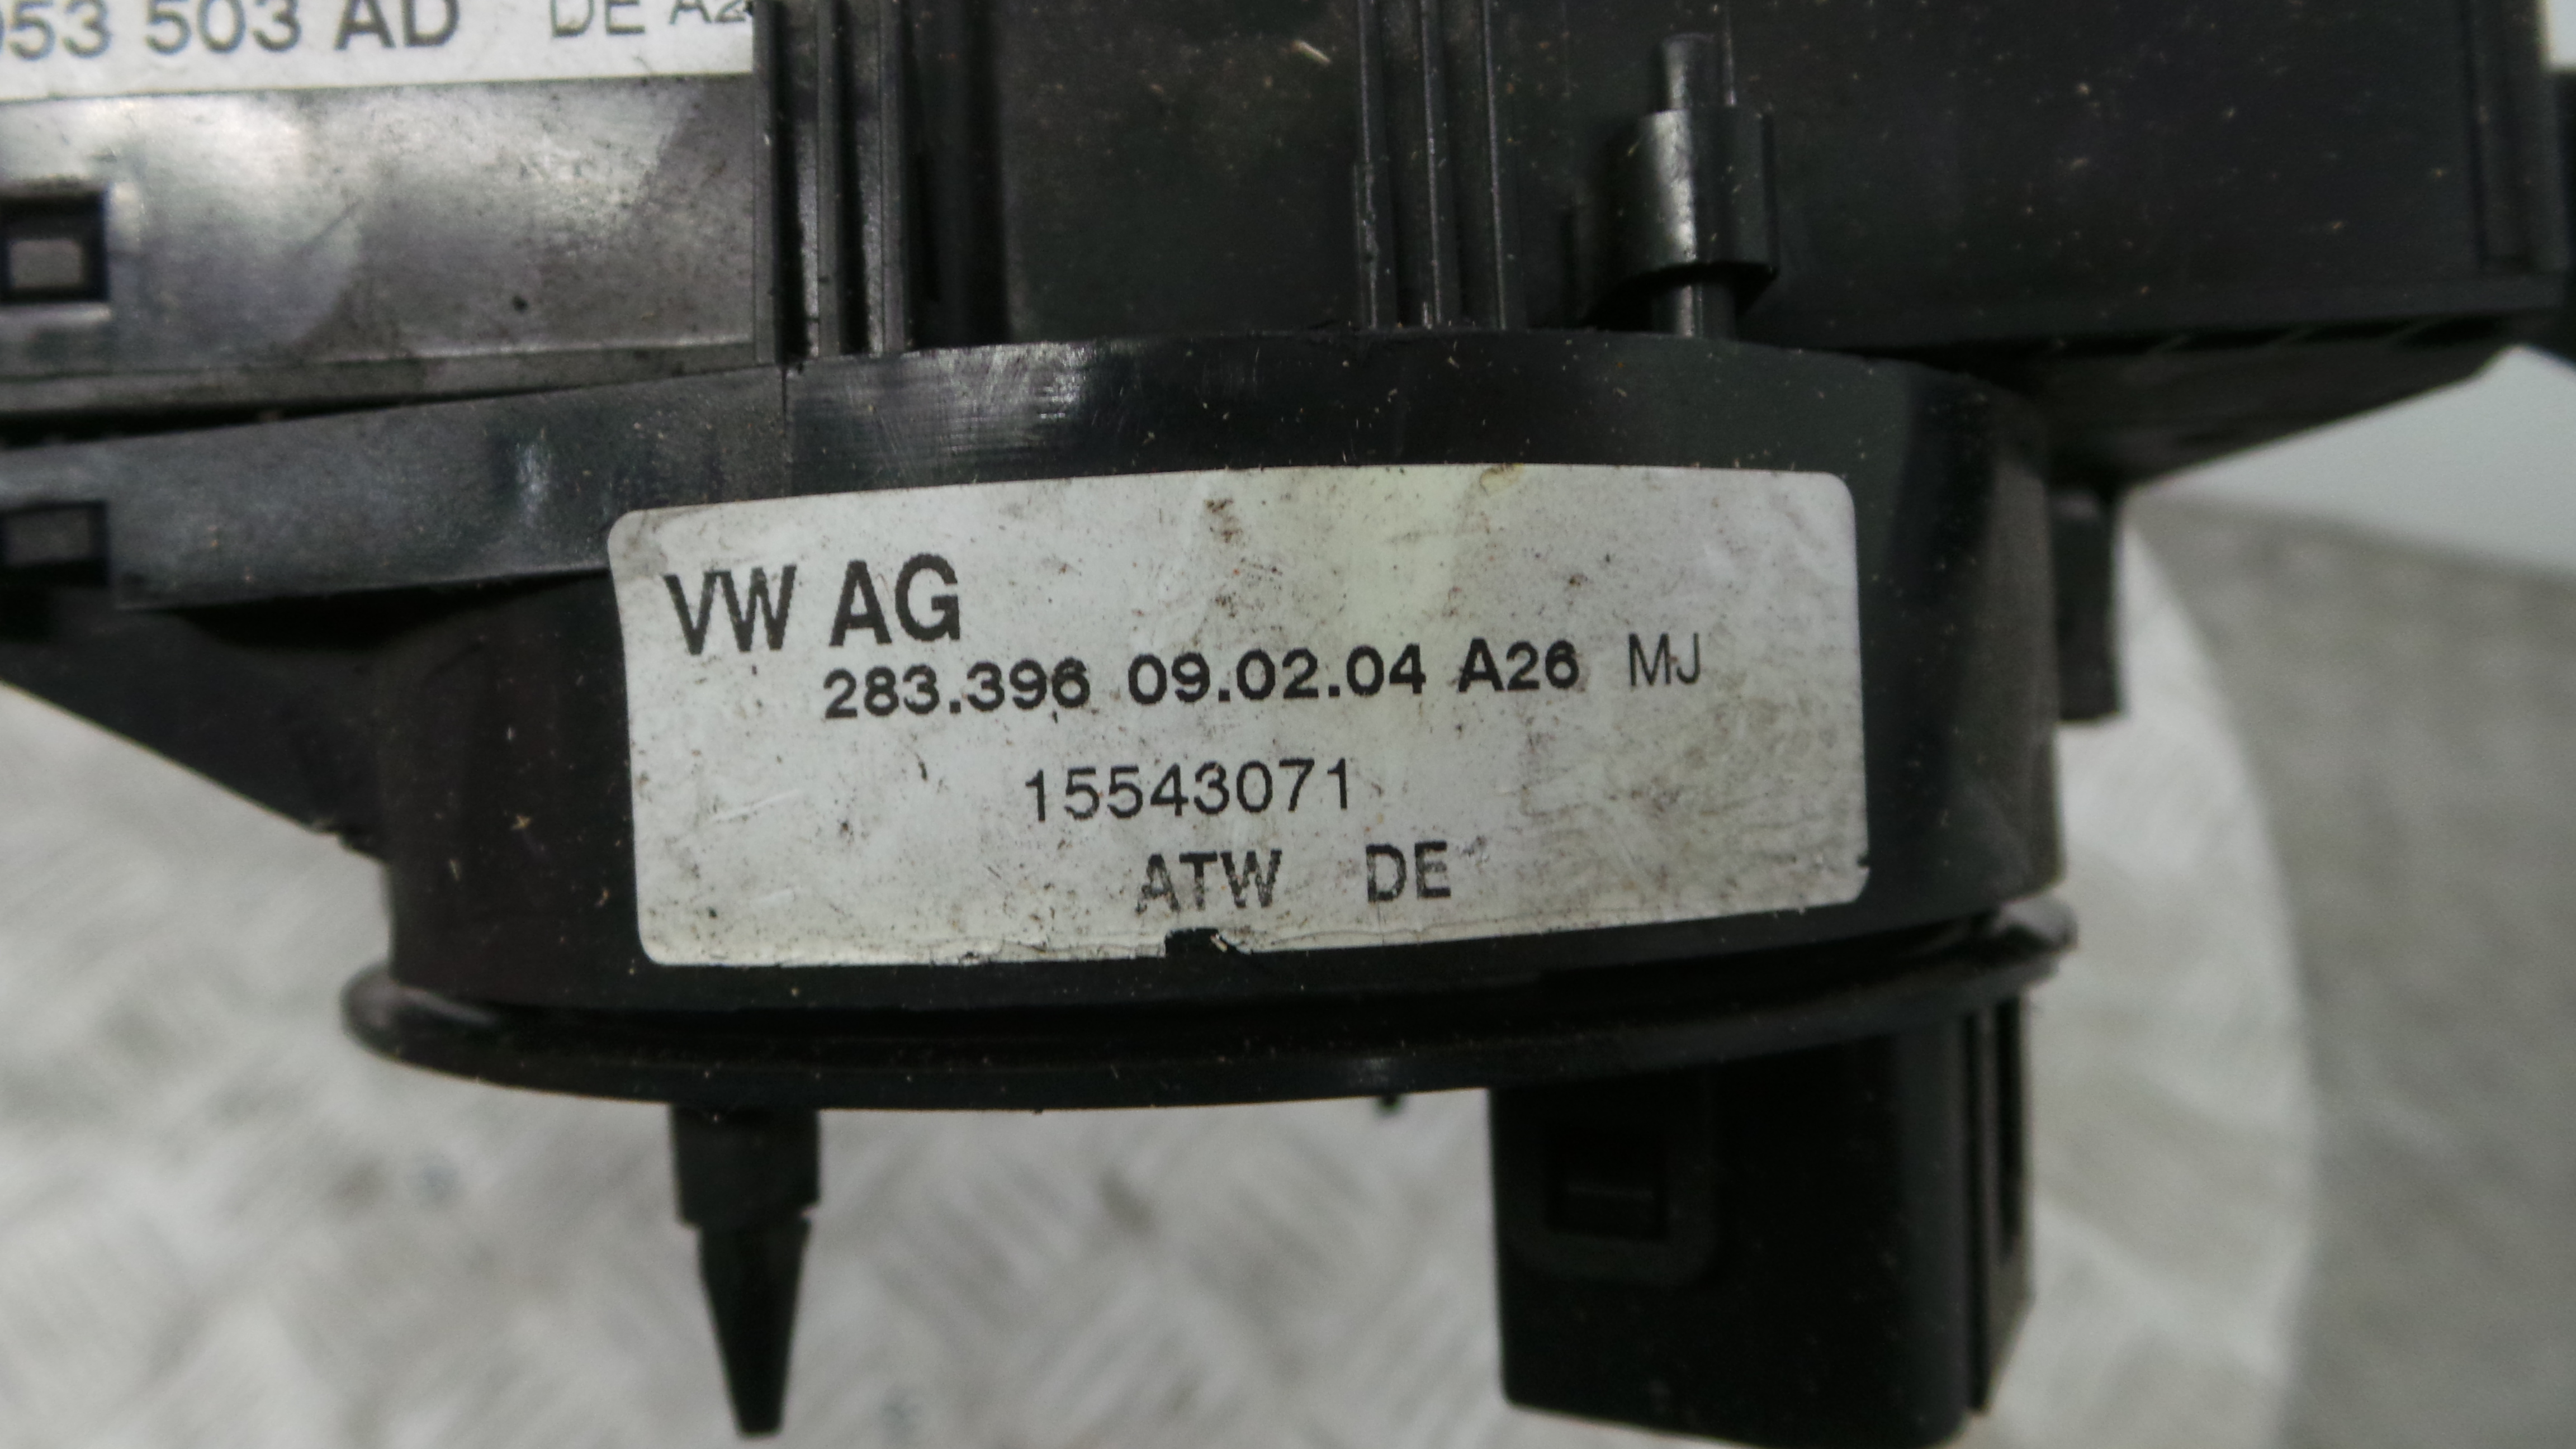 053 503 AD DE A2
VW AG
283.396 09.02.04 A26 MJ
15543071
ATW DE